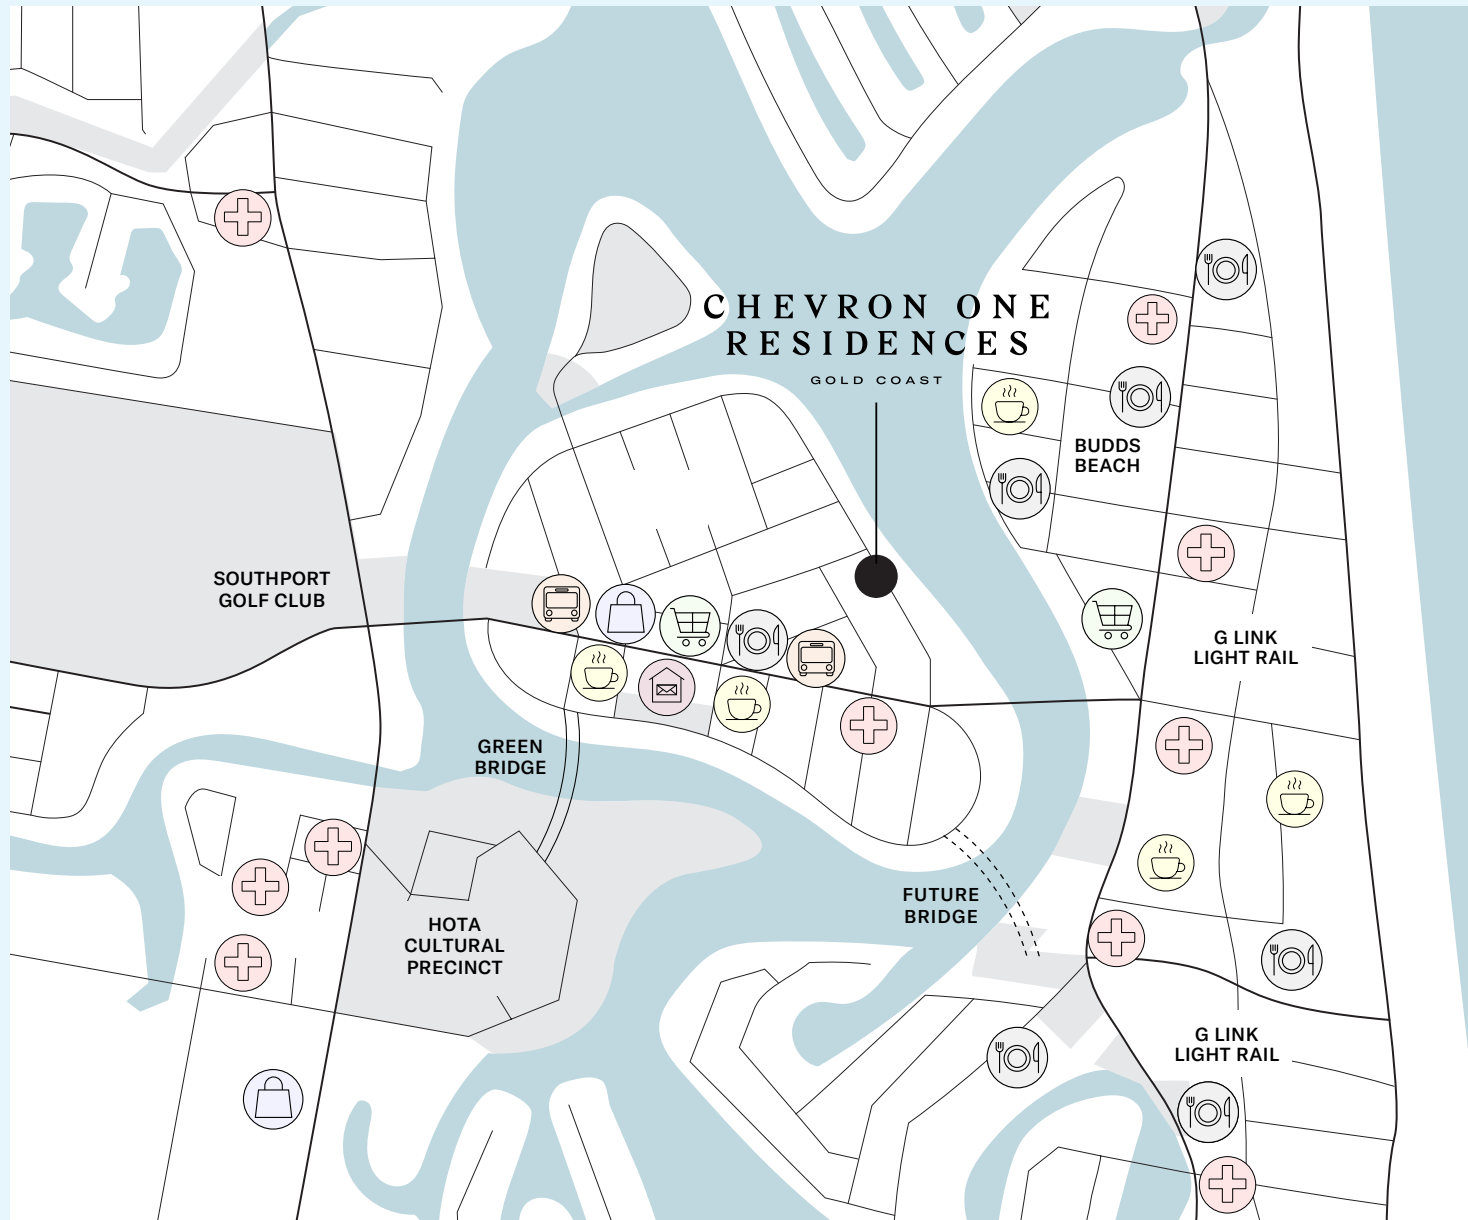 CHEVRON ONE
RESIDENCES
GOLD COAST
BUDDS
BEACH
SOUTHPORT
GOLF CLUB
G LINK
LIGHT RAIL
GREEN
BRIDGE
FUTURE
BRIDGE
HOTA
CULTURAL
PRECINCT
G LINK
LIGHT RAIL